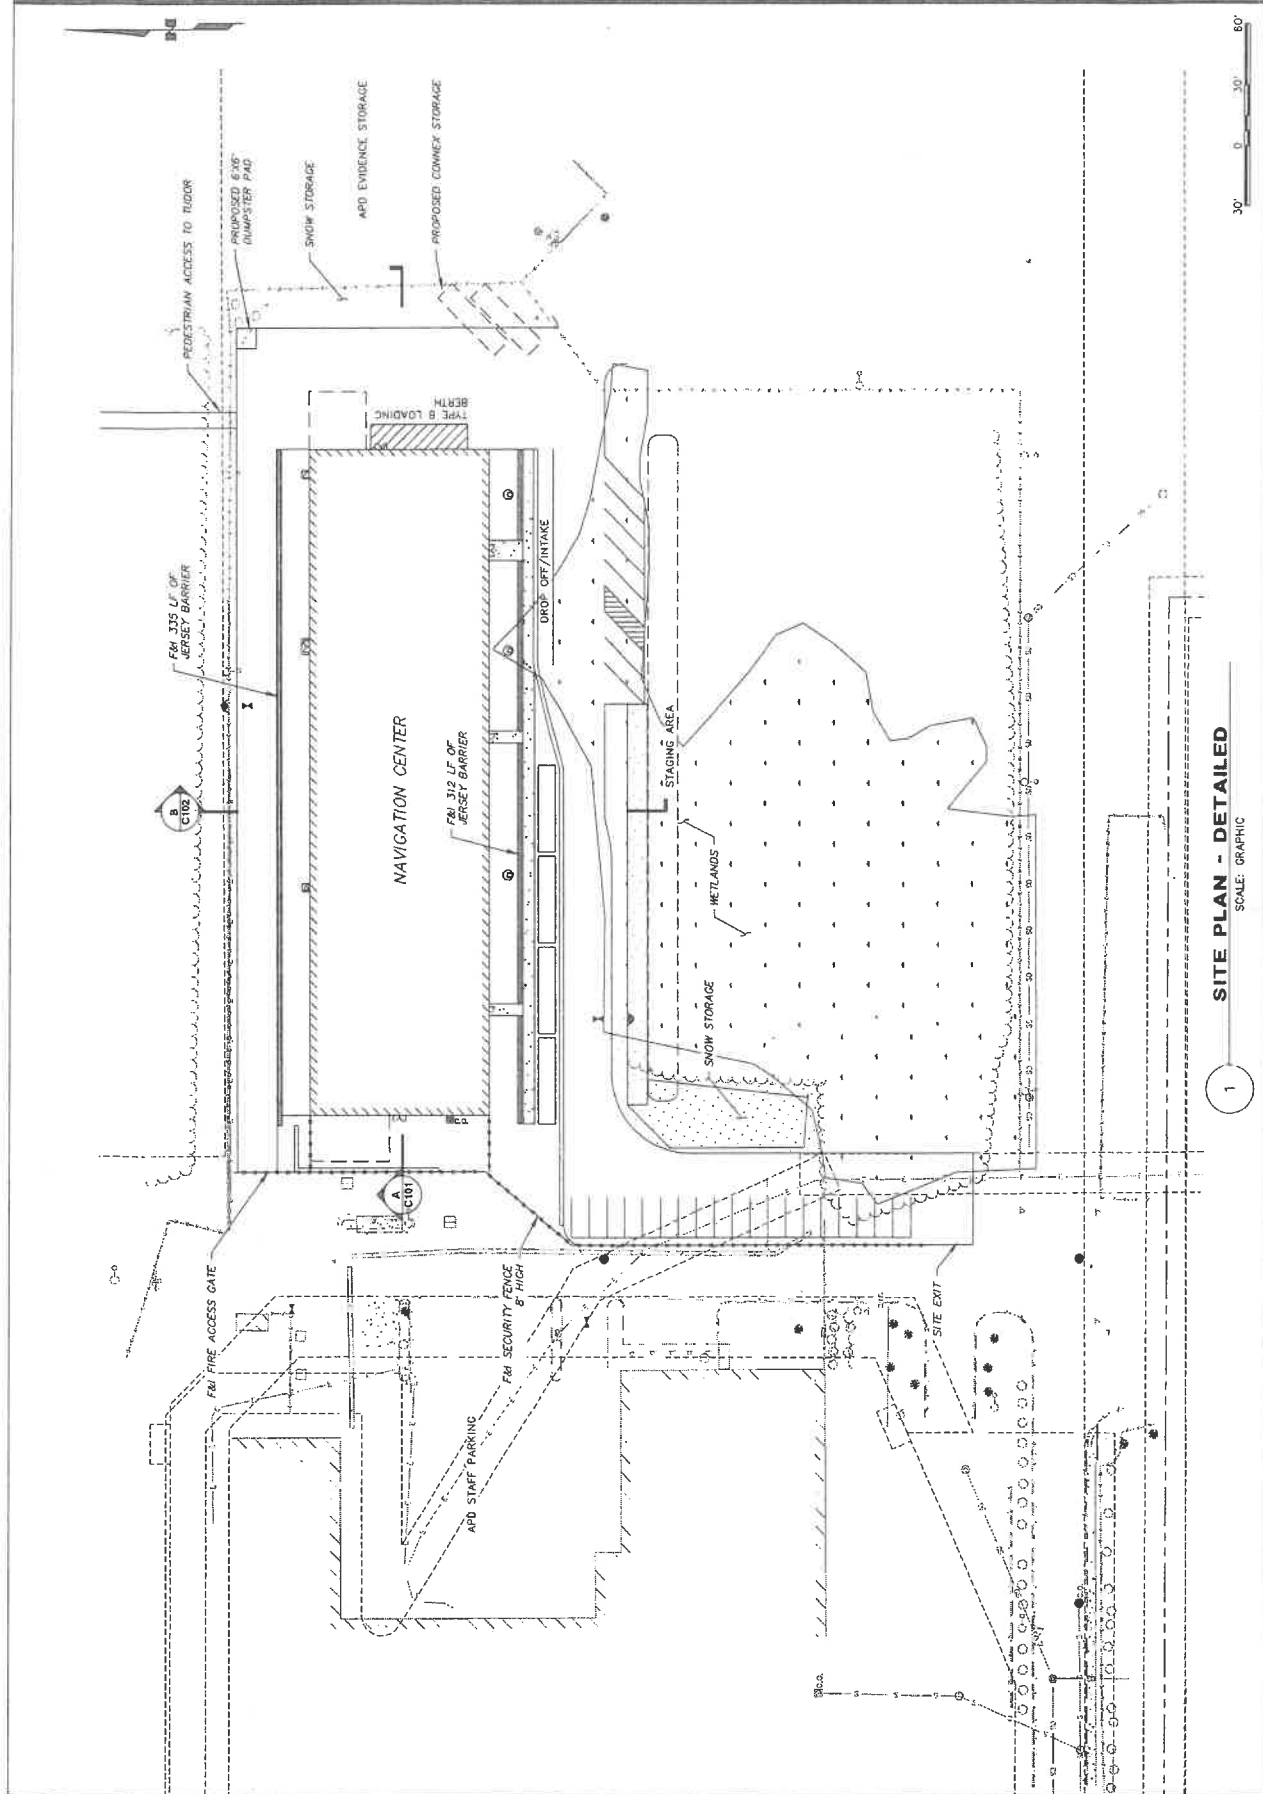 N
PEDESTRIAN ACCESS TO TUDOR
PROPOSED 6'X6'
DUMPSTER PAD
SNOW STORAGE
APD EVIDENCE STORAGE
PROPOSED CONNEX STORAGE
TYPE B LOADING
BERTH
F&I 335 LF OF
JERSEY BARRIER
B
C102
NAVIGATION CENTER
F&I 312 LF OF
JERSEY BARRIER
DROP OFF/INTAKE
STAGING AREA
WETLANDS
SNOW STORAGE
A
C101
F&I FIRE ACCESS GATE
F&I SECURITY FENCE
8' HIGH
APD STAFF PARKING
SITE EXIT
C.O.
C.O.
1
SITE PLAN - DETAILED
SCALE: GRAPHIC
30' 0 30' 60'